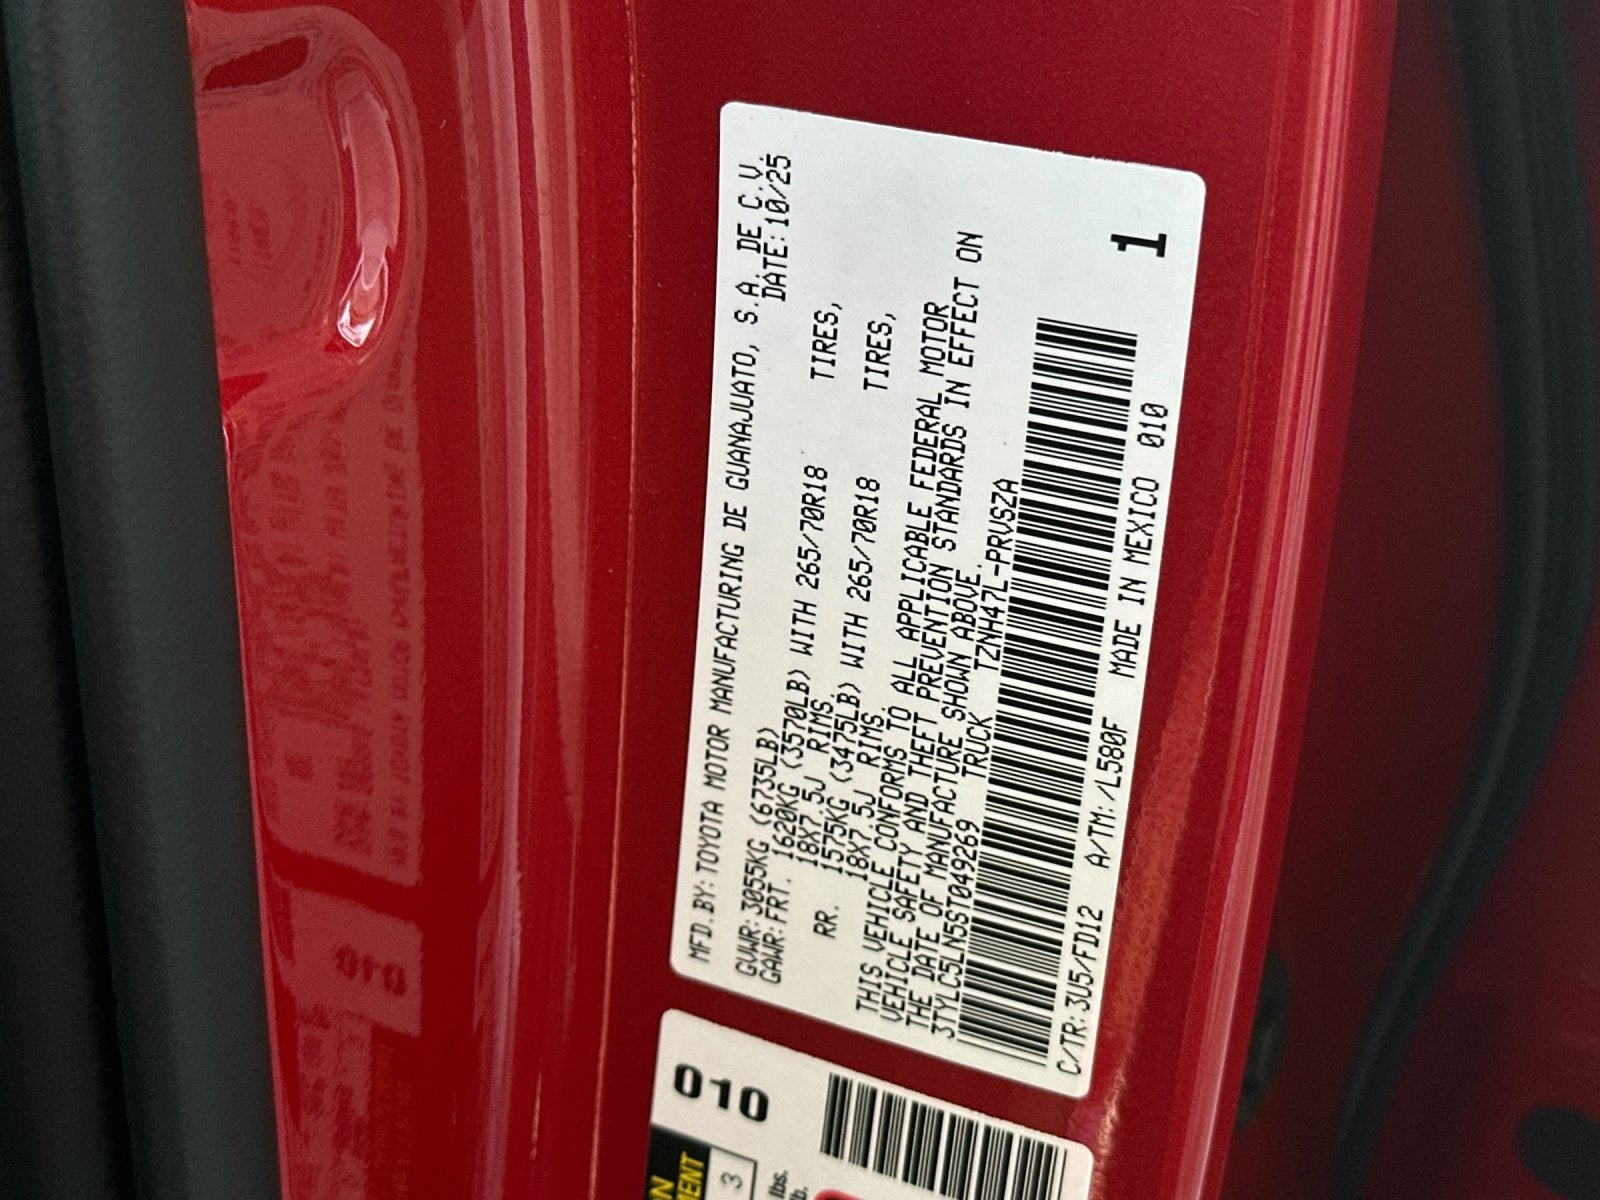 MFD.BY:TOYOTA MOTOR MANUFACTURING DE GUANAJUATO, S.A. DE C.V.
DATE:10/25
GVWR:3055KG (6735LB)
GAWR:FRT. 1620KG (3570LB) WITH 265/70R18 TIRES,
18X7.5J RIMS.
RR. 1575KG (3475LB) WITH 265/70R18 TIRES,
18X7.5J RIMS.
THIS VEHICLE CONFORMS TO ALL APPLICABLE FEDERAL MOTOR
VEHICLE SAFETY AND THEFT PREVENTION STANDARDS IN EFFECT ON
THE DATE OF MANUFACTURE SHOWN ABOVE.
3TYLC5LN5ST049269 TRUCK TZNH47L-PRVSZA
1
C/TR:3U5/FD12 A/TM:/L580F MADE IN MEXICO 010
010
3
lbs.